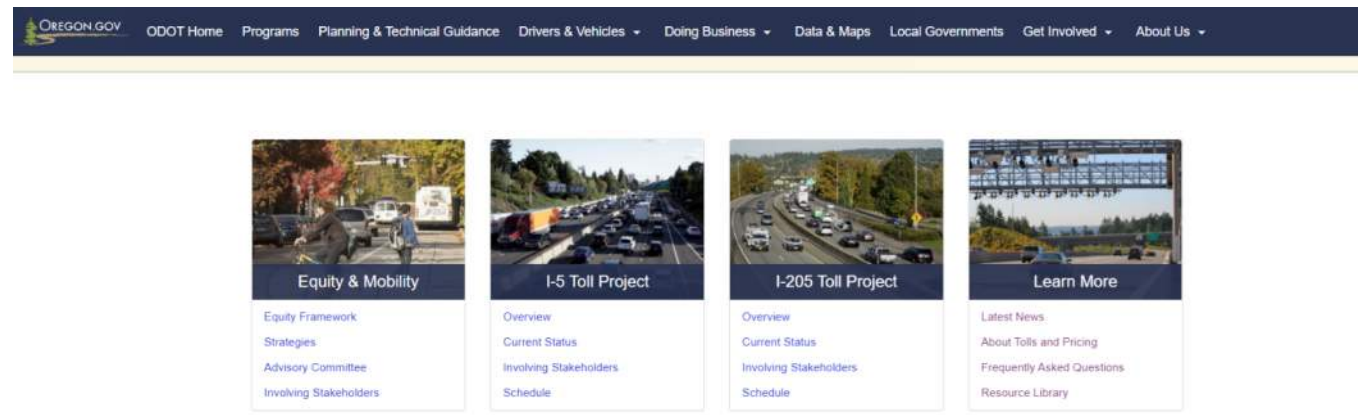 OREGON.GOV
ODOT Home Programs Planning & Technical Guidance Drivers & Vehicles Doing Business Data & Maps Local Governments Get Involved About Us
Equity & Mobility
Equity Framework
Strategies
Advisory Committee
Involving Stakeholders
I-5 Toll Project
Overview
Current Status
Involving Stakeholders
Schedule
I-205 Toll Project
Overview
Current Status
Involving Stakeholders
Schedule
Learn More
Latest News
About Tolls and Pricing
Frequently Asked Questions
Resource Library